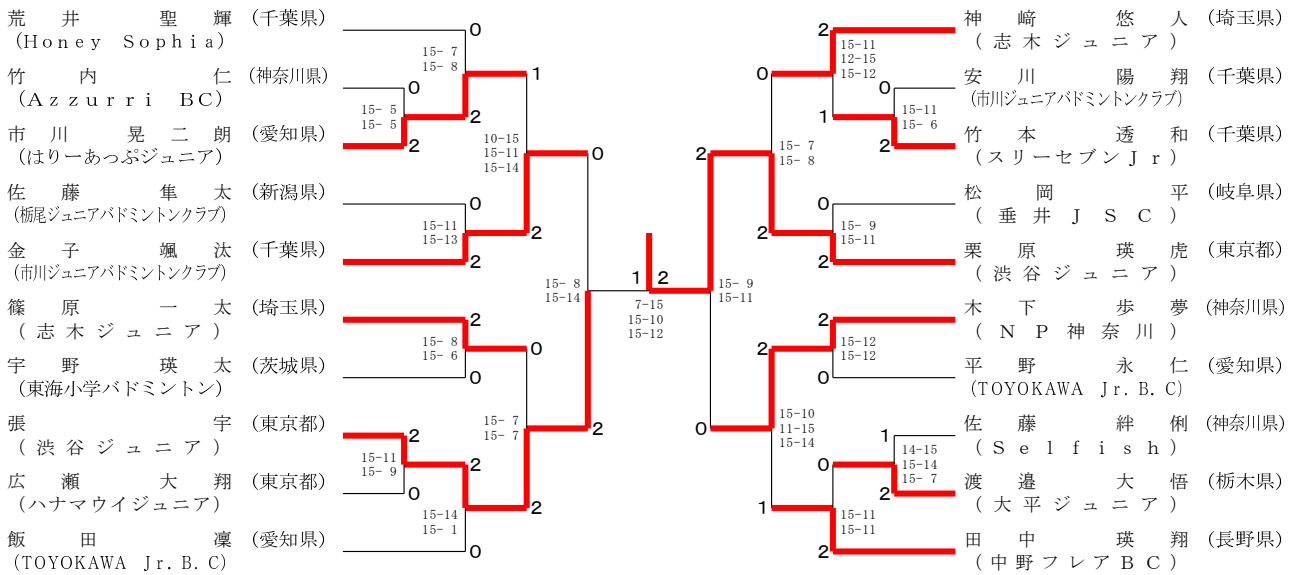 荒井 聖輝 (千葉県)
(Honey Sophia)
竹内 仁 (神奈川県)
(Azzurri BC)
市川 晃二朗 (愛知県)
(はりーあっぷジュニア)
佐藤 隼太 (新潟県)
(栃尾ジュニアバドミントンクラブ)
金子 颯汰 (千葉県)
(市川ジュニアバドミントンクラブ)
篠原 一太 (埼玉県)
(志木ジュニア)
宇野 瑛太 (茨城県)
(東海小学バドミントン)
張 宇 (東京都)
(渋谷ジュニア)
広瀬 大翔 (東京都)
(ハナマウイジュニア)
飯田 凜 (愛知県)
(TOYOKAWA Jr.B.C)
0
15- 7
15- 8
2
0
15- 5
15- 5
2
1
10-15
15-11
15-14
2
0
15-11
15-13
2
0
15- 8
15-14
2
2
15- 8
15- 6
0
0
15- 7
15- 7
2
2
15-11
15- 9
0
2
15-14
15- 1
0
1 2
7-15
15-10
15-12
2
15- 9
15-11
0
0
15- 7
15- 8
2
2
15-11
12-15
15-12
1
0
15-11
15- 6
2
0
15- 9
15-11
2
2
15-10
11-15
15-14
1
2
15-12
15-12
0
0
15-11
15-11
2
1
14-15
15-14
15- 7
2
神﨑 悠人 (埼玉県)
(志木ジュニア)
安川 陽翔 (千葉県)
(市川ジュニアバドミントンクラブ)
竹本 透和 (千葉県)
(スリーセブンJr)
松岡 平 (岐阜県)
(垂井JSC)
栗原 瑛虎 (東京都)
(渋谷ジュニア)
木下 歩夢 (神奈川県)
(NP神奈川)
平野 永仁 (愛知県)
(TOYOKAWA Jr.B.C)
佐藤 絆俐 (神奈川県)
(Selfish)
渡邉 大悟 (栃木県)
(大平ジュニア)
田中 瑛翔 (長野県)
(中野フレアBC)